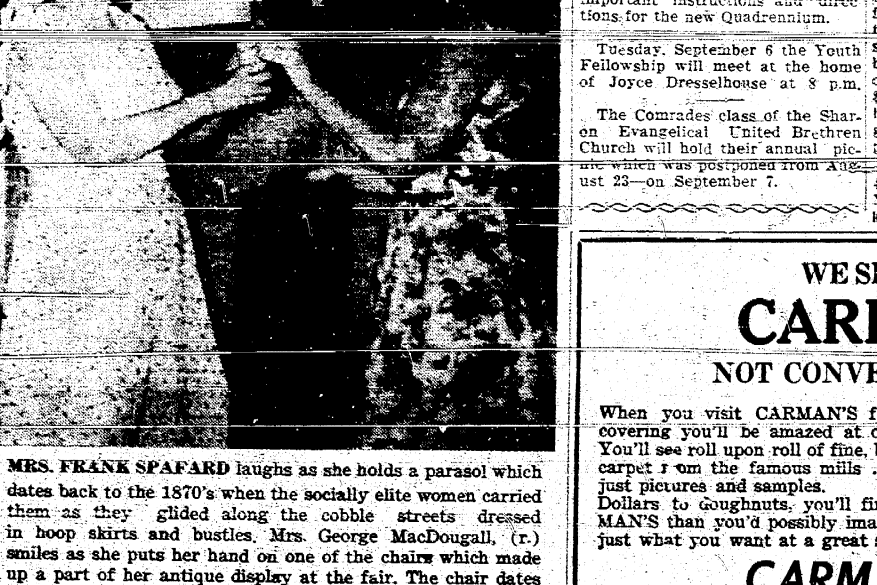 MRS. FRANK SPAFARD laughs as she holds a parasol which
dates back to the 1870's when the socially elite women carried
them as they glided along the cobble streets dressed
in hoop skirts and bustles. Mrs. George MacDougall, (r.)
smiles as she puts her hand on one of the chairs which made
up a part of her antique display at the fair. The chair dates
important instructions and direc-
tions for the new Quadrennium.
Tuesday, September 6 the Youth
Fellowship will meet at the home
of Joyce Dresselhouse at 8 p.m.
The Comrades class of the Shar-
on Evangelical United Brethren
Church will hold their annual pic-
nic which was postponed from Aug-
ust 23—on September 7.
WE
CAR
NOT CONVE
When you visit CARMAN'S f
covering you'll be amazed at
You'll see roll upon roll of fine,
carpet from the famous mills .
just pictures and samples.
Dollars to doughnuts, you'll
MAN'S than you'd possibly ima
just what you want at a great
CARM